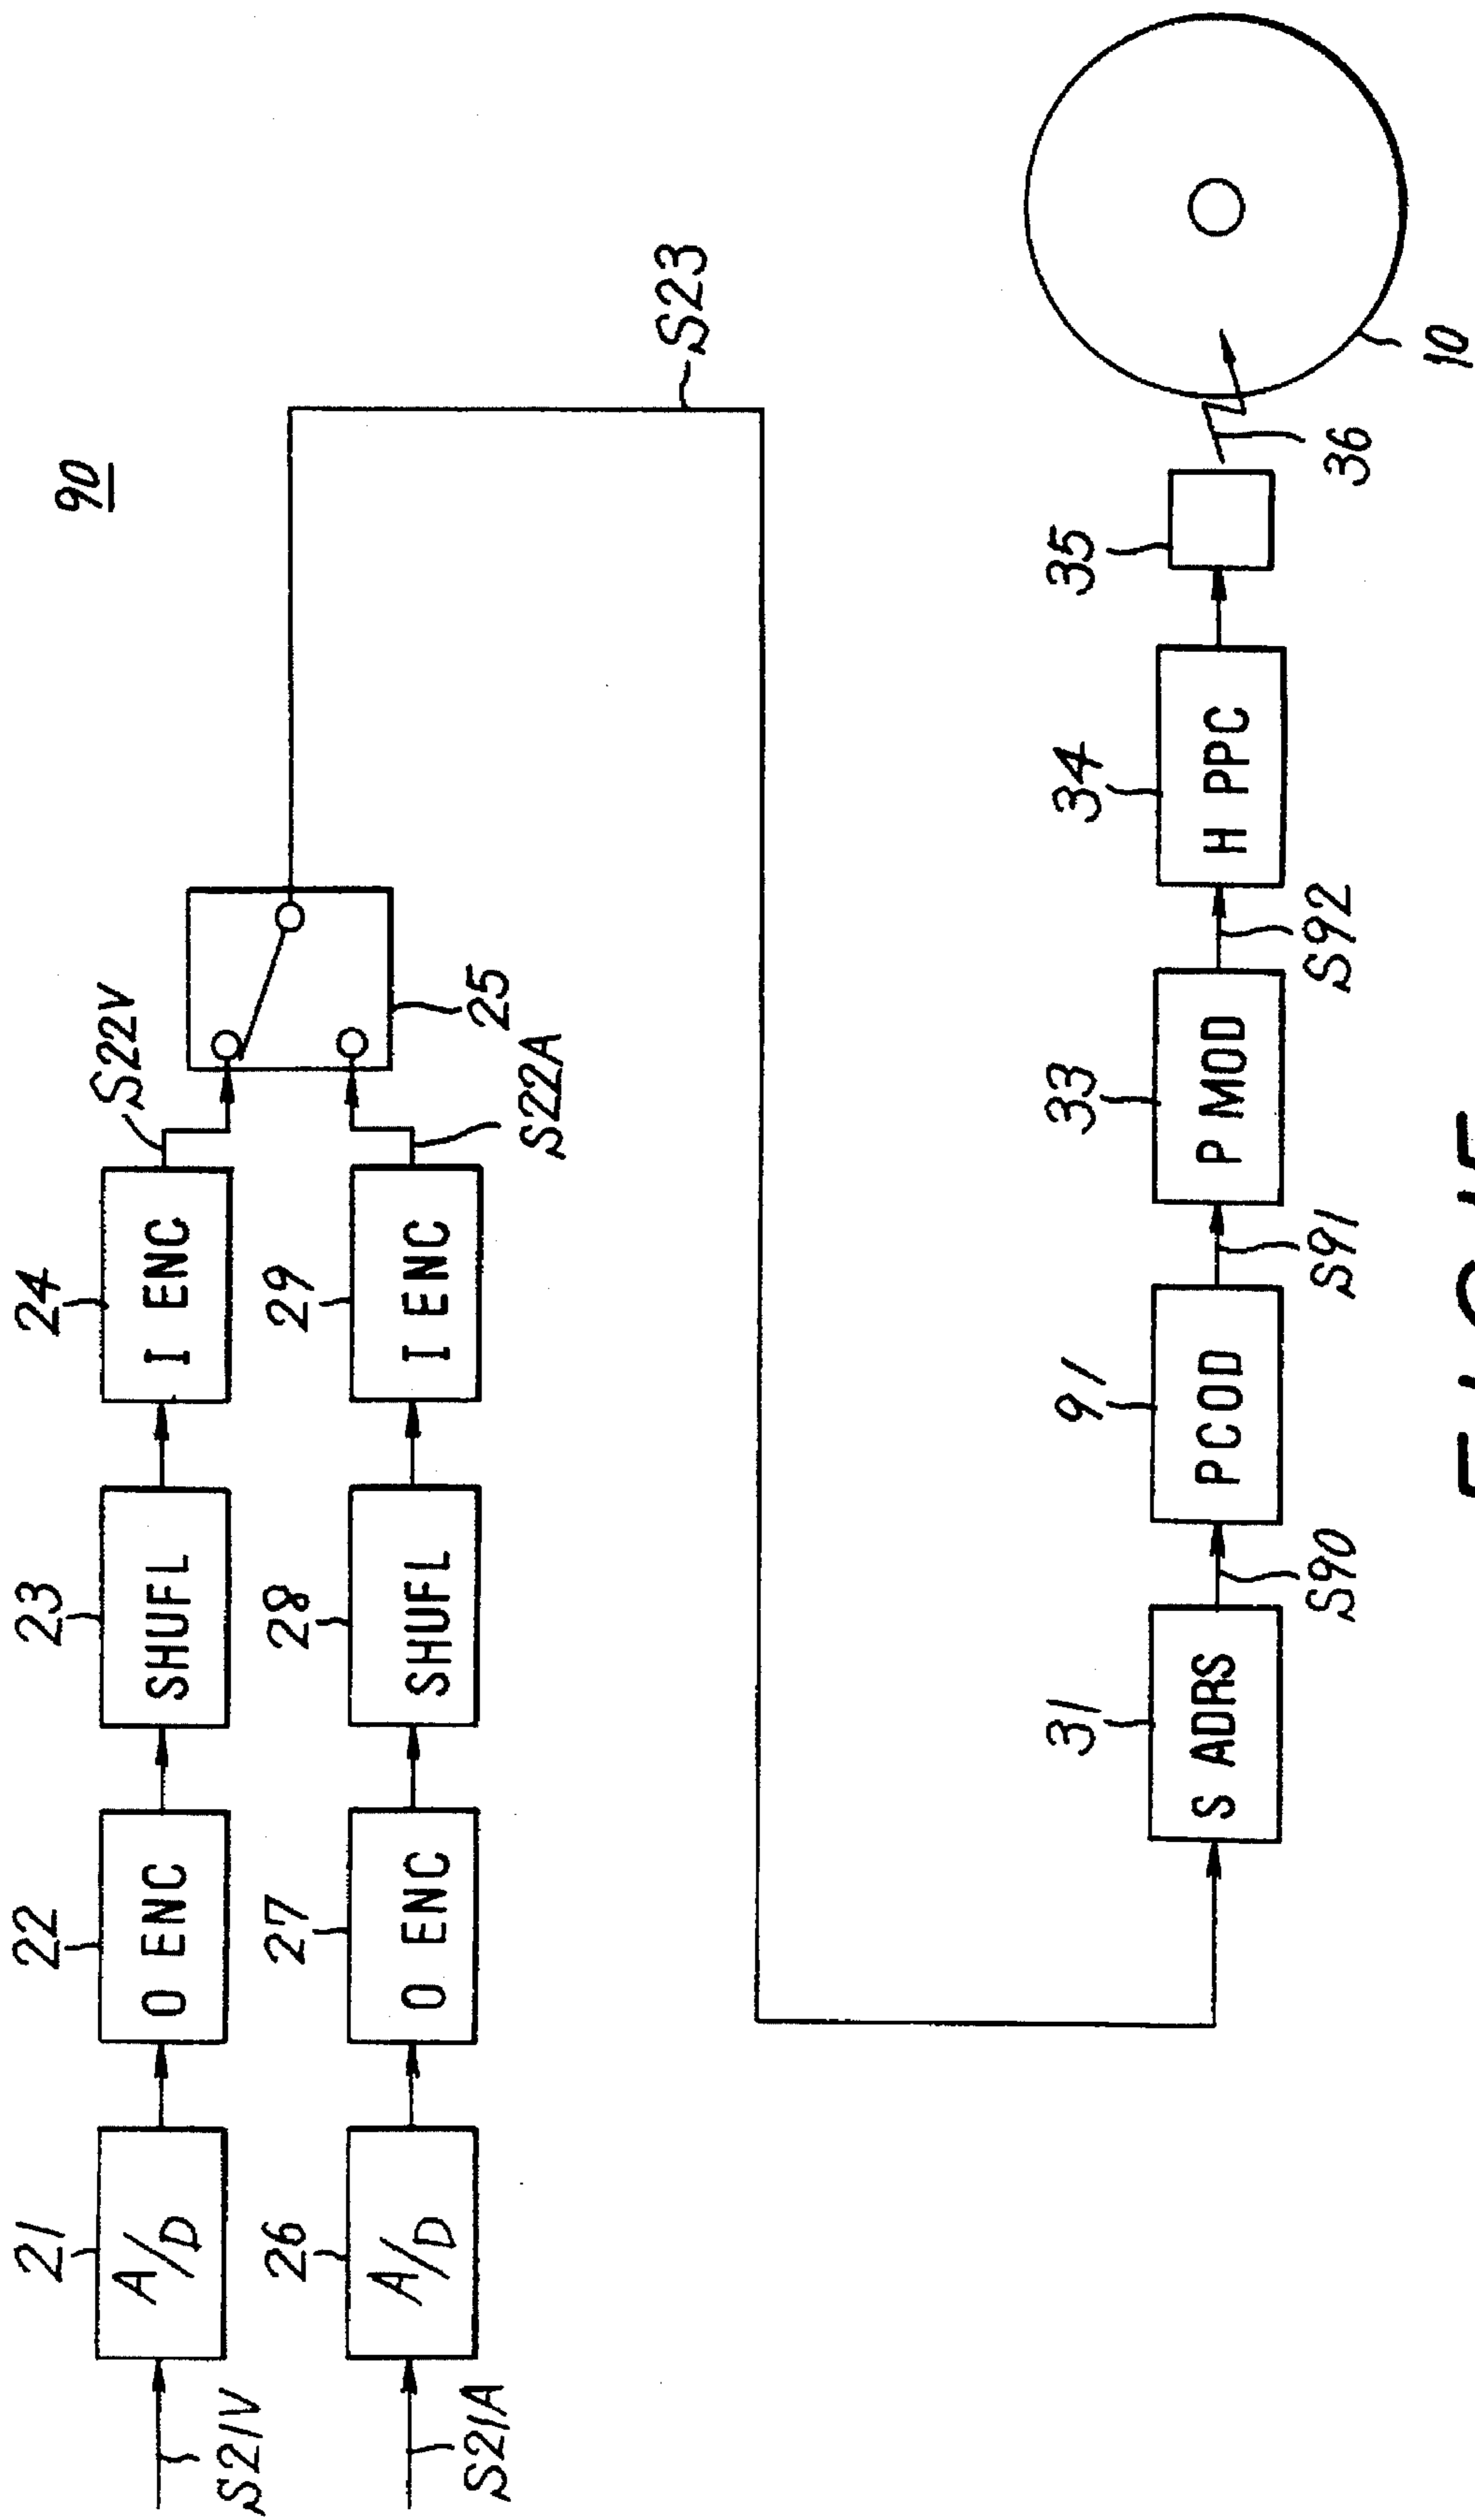 90
21
22
23
24
S22V
A/D
O ENC
SHUFL
I ENC
S21V
26
27
28
29
25
A/D
O ENC
SHUFL
I ENC
S22A
S21A
S23
31
91
33
34
35
S ADRS
PCOD
P MOD
H PPC
S90
S91
S92
36
10